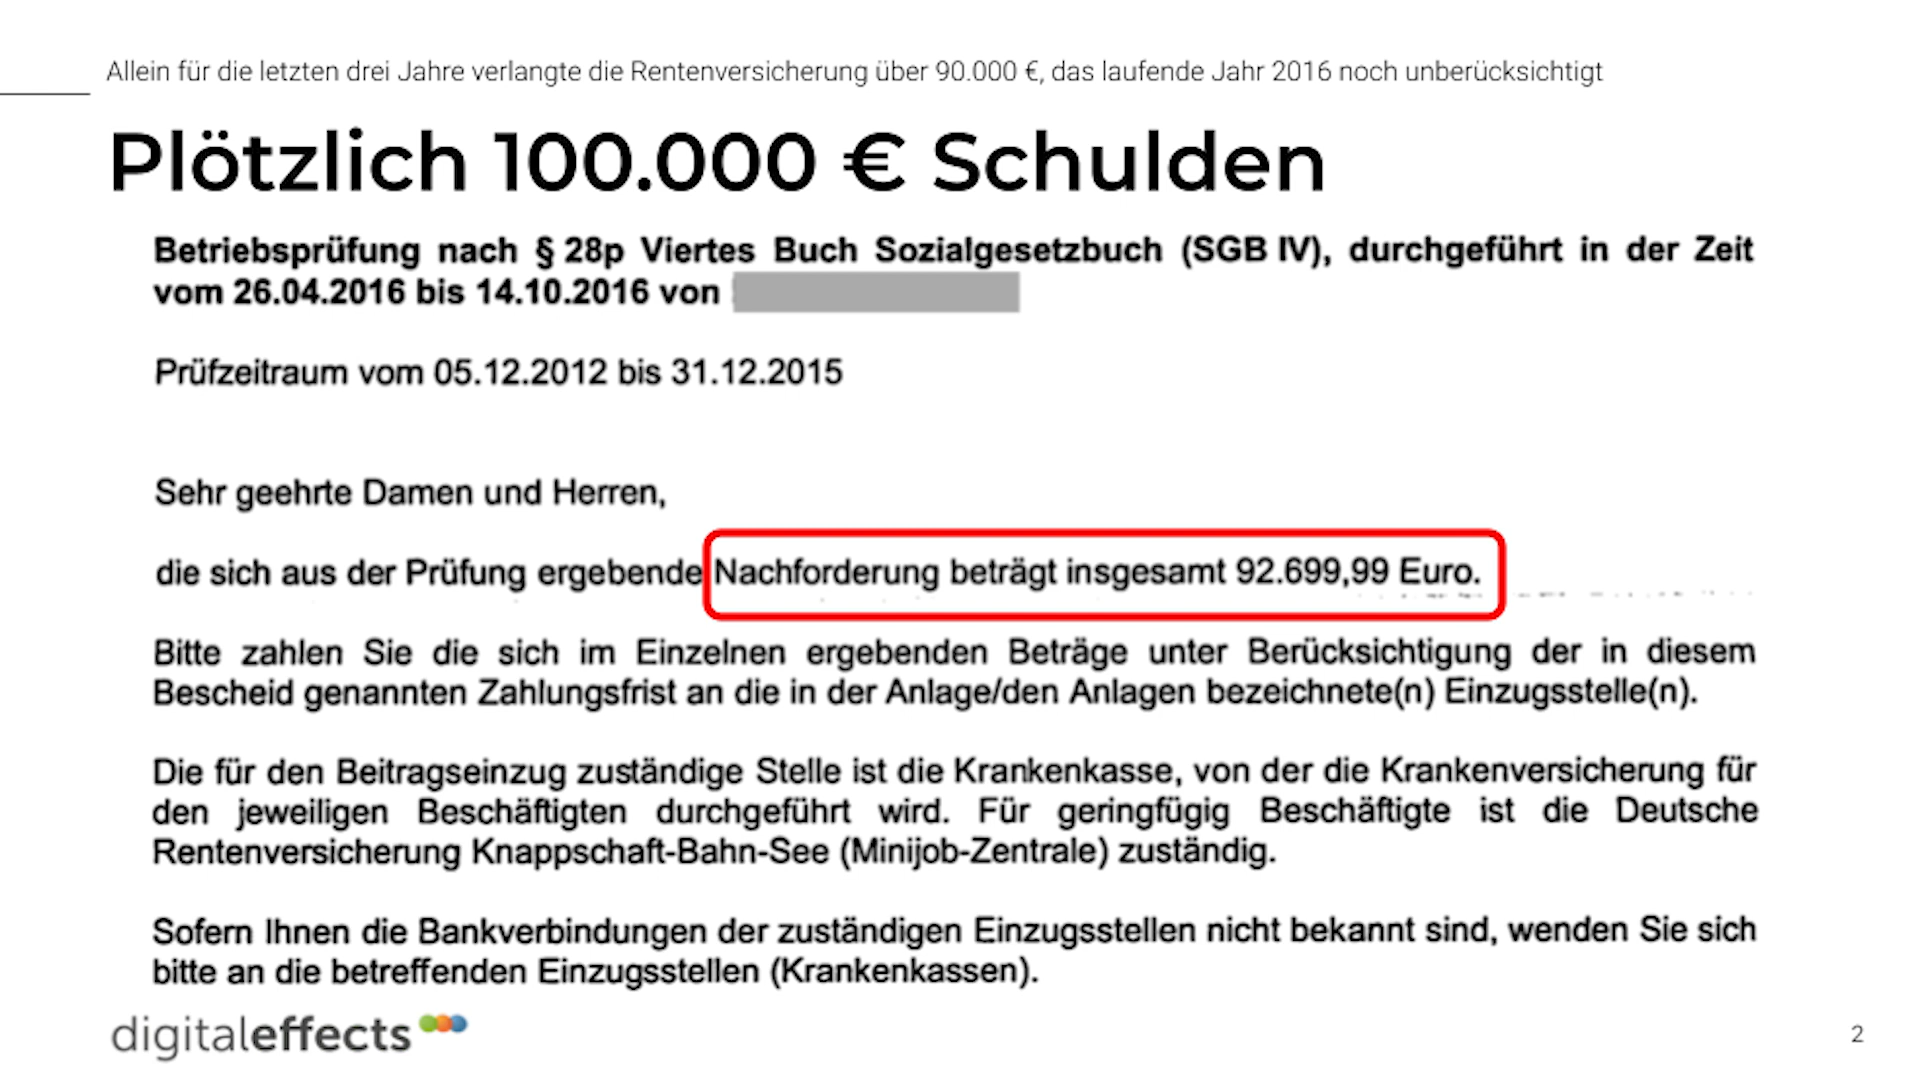 Allein für die letzten drei Jahre verlangte die Rentenversicherung über 90.000 €, das laufende Jahr 2016 noch unberücksichtigt
Plötzlich 100.000 € Schulden
Betriebsprüfung nach § 28p Viertes Buch Sozialgesetzbuch (SGB IV), durchgeführt in der Zeit
vom 26.04.2016 bis 14.10.2016 von
Prüfzeitraum vom 05.12.2012 bis 31.12.2015
Sehr geehrte Damen und Herren,
die sich aus der Prüfung ergebende Nachforderung beträgt insgesamt 92.699,99 Euro.
Bitte zahlen Sie die sich im Einzelnen ergebenden Beträge unter Berücksichtigung der in diesem
Bescheid genannten Zahlungsfrist an die in der Anlage/den Anlagen bezeichnete(n) Einzugsstelle(n).
Die für den Beitragseinzug zuständige Stelle ist die Krankenkasse, von der die Krankenversicherung für
den jeweiligen Beschäftigten durchgeführt wird. Für geringfügig Beschäftigte ist die Deutsche
Rentenversicherung Knappschaft-Bahn-See (Minijob-Zentrale) zuständig.
Sofern Ihnen die Bankverbindungen der zuständigen Einzugsstellen nicht bekannt sind, wenden Sie sich
bitte an die betreffenden Einzugsstellen (Krankenkassen).
digitaleffects
2